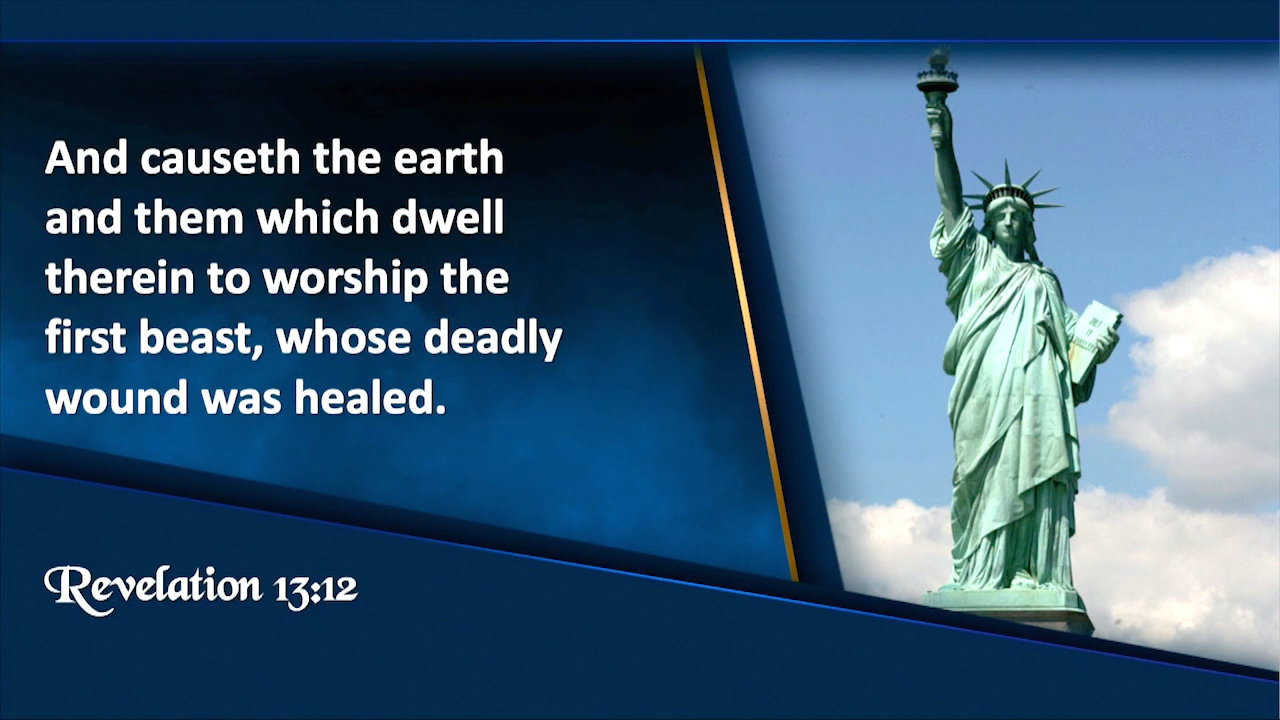 And causeth the earth
and them which dwell
therein to worship the
first beast, whose deadly
wound was healed.
Revelation 13:12